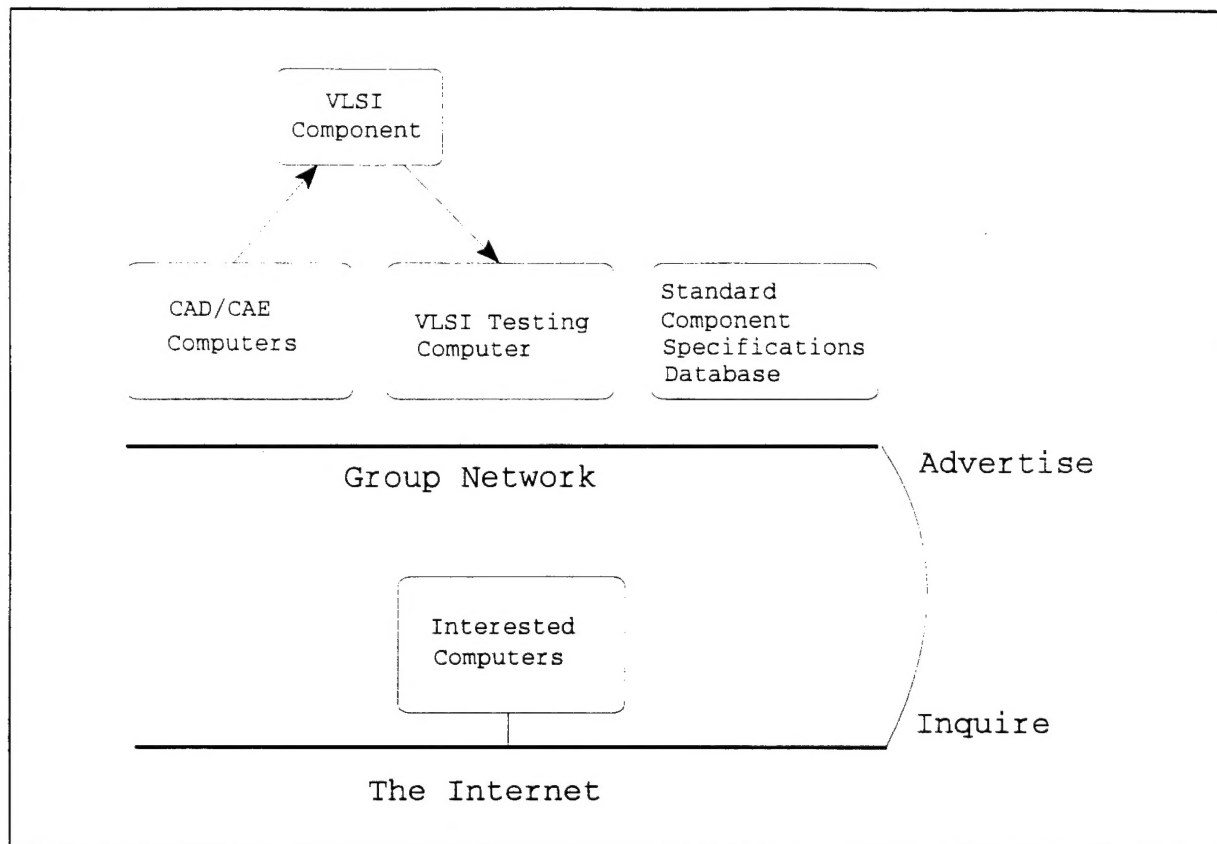 VLSI
Component
CAD/CAE
Computers
VLSI Testing
Computer
Standard
Component
Specifications
Database
Group Network
Advertise
Interested
Computers
Inquire
The Internet